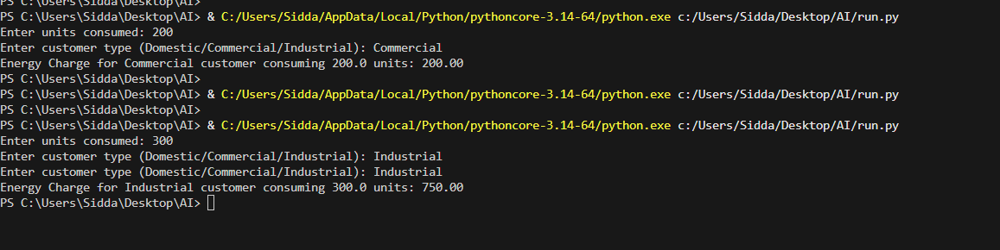 PS C:\Users\Sidda\Desktop\AI>
PS C:\Users\Sidda\Desktop\AI> & C:/Users/Sidda/AppData/Local/Python/pythoncore-3.14-64/python.exe c:/Users/Sidda/Desktop/AI/run.py
Enter units consumed: 200
Enter customer type (Domestic/Commercial/Industrial): Commercial
Energy Charge for Commercial customer consuming 200.0 units: 200.00
PS C:\Users\Sidda\Desktop\AI>
PS C:\Users\Sidda\Desktop\AI> & C:/Users/Sidda/AppData/Local/Python/pythoncore-3.14-64/python.exe c:/Users/Sidda/Desktop/AI/run.py
PS C:\Users\Sidda\Desktop\AI>
PS C:\Users\Sidda\Desktop\AI> & C:/Users/Sidda/AppData/Local/Python/pythoncore-3.14-64/python.exe c:/Users/Sidda/Desktop/AI/run.py
Enter units consumed: 300
Enter customer type (Domestic/Commercial/Industrial): Industrial
Enter customer type (Domestic/Commercial/Industrial): Industrial
Energy Charge for Industrial customer consuming 300.0 units: 750.00
PS C:\Users\Sidda\Desktop\AI>